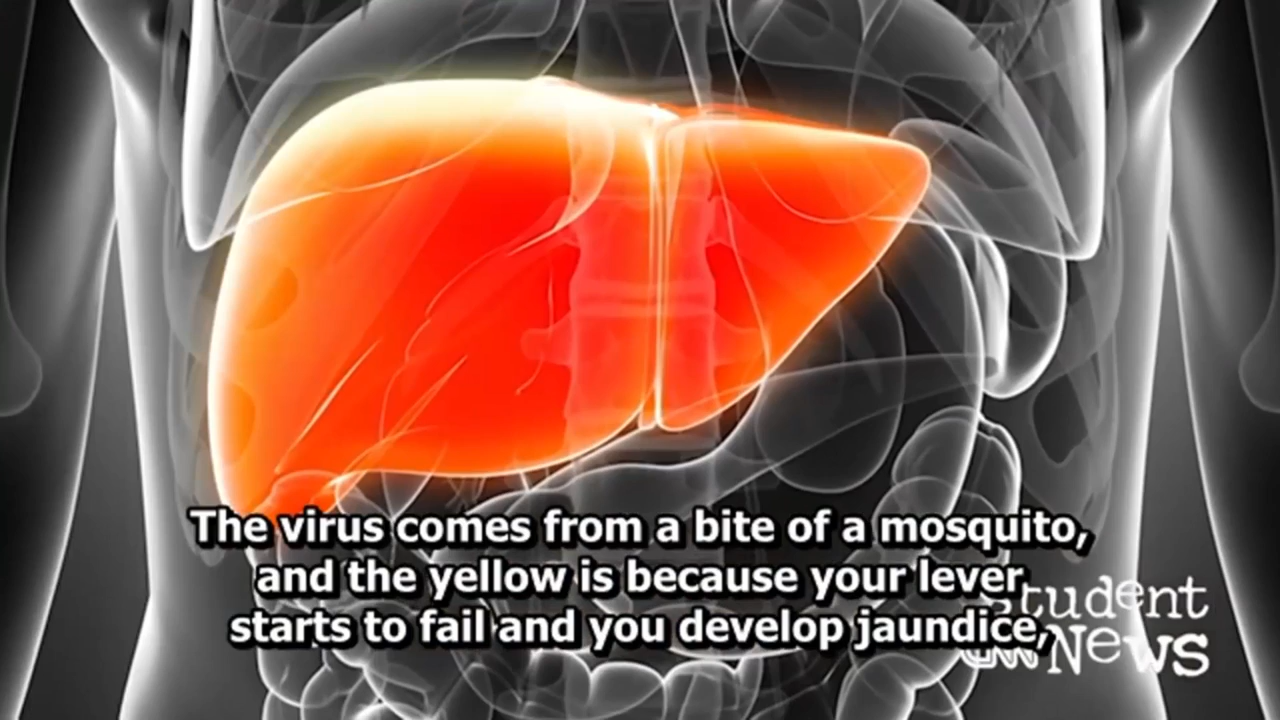 The virus comes from a bite of a mosquito,
and the yellow is because your lever
starts to fail and you develop jaundice,
student
CNN News